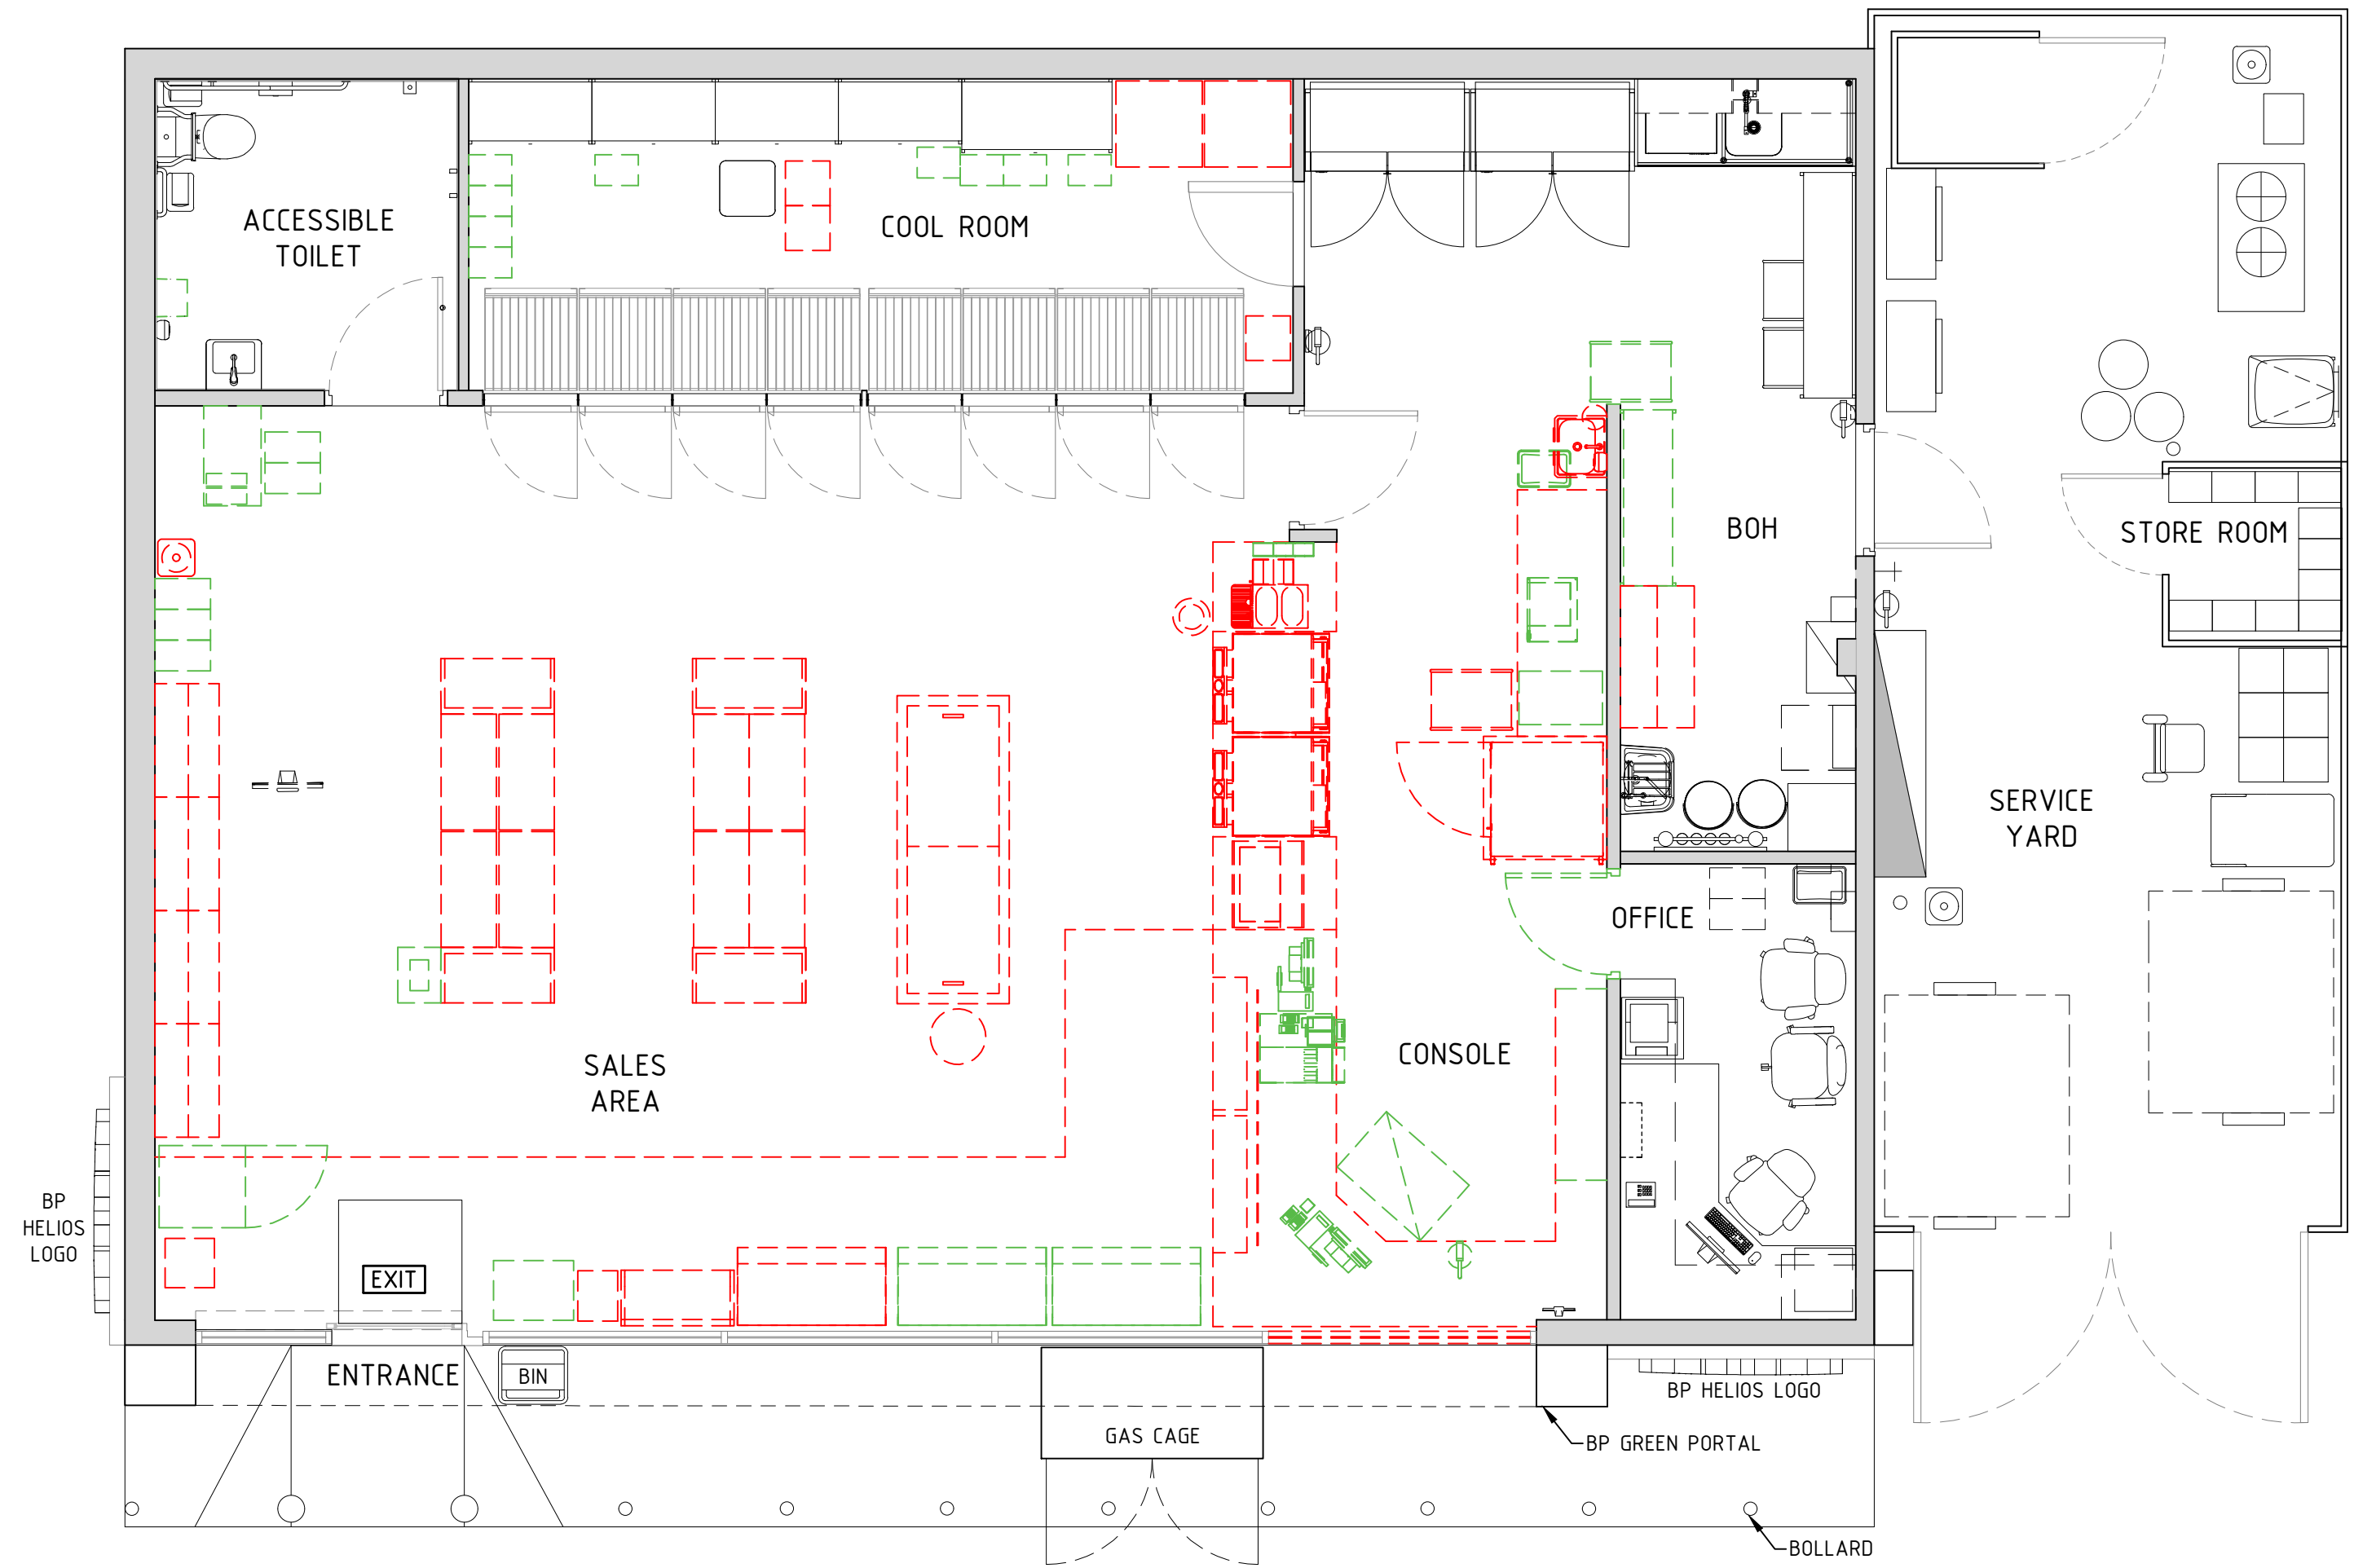 ACCESSIBLE
TOILET
COOL ROOM
BOH
STORE ROOM
SERVICE
YARD
OFFICE
CONSOLE
SALES
AREA
BP
HELIOS
LOGO
EXIT
ENTRANCE
BIN
GAS CAGE
BP HELIOS LOGO
BP GREEN PORTAL
BOLLARD